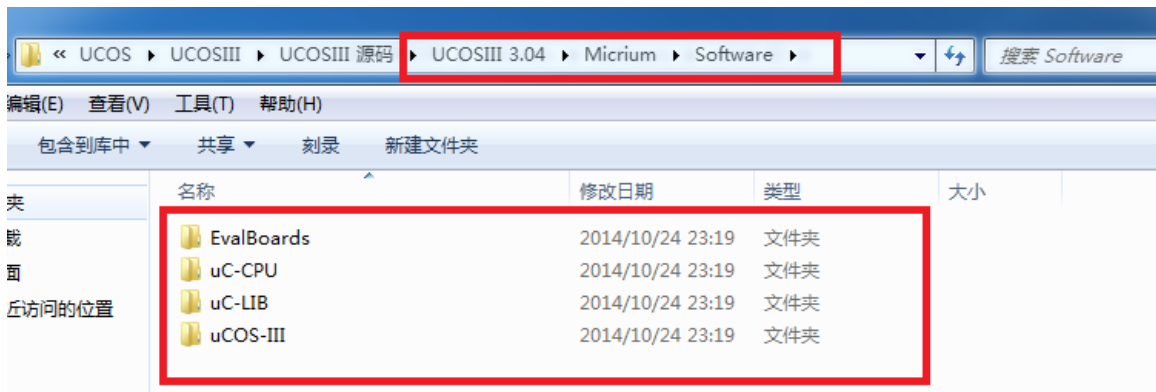 « UCOS ▸ UCOSIII ▸ UCOSIII 源码 ▸ UCOSIII 3.04 ▸ Micrium ▸ Software ▸ 搜索 Software
编辑(E) 查看(V) 工具(T) 帮助(H)
包含到库中 共享 刻录 新建文件夹
名称 修改日期 类型 大小
夹
EvalBoards 2014/10/24 23:19 文件夹
载
uC-CPU 2014/10/24 23:19 文件夹
面
uC-LIB 2014/10/24 23:19 文件夹
近访问的位置
uCOS-III 2014/10/24 23:19 文件夹